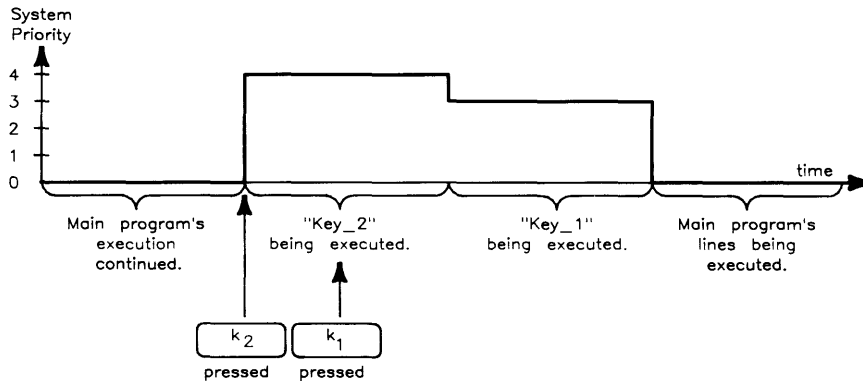 System
Priority
4
3
2
1
0
time
Main program's
execution
continued.
"Key_2"
being executed.
"Key_1"
being executed.
Main program's
lines being
executed.
k2
k1
pressed
pressed